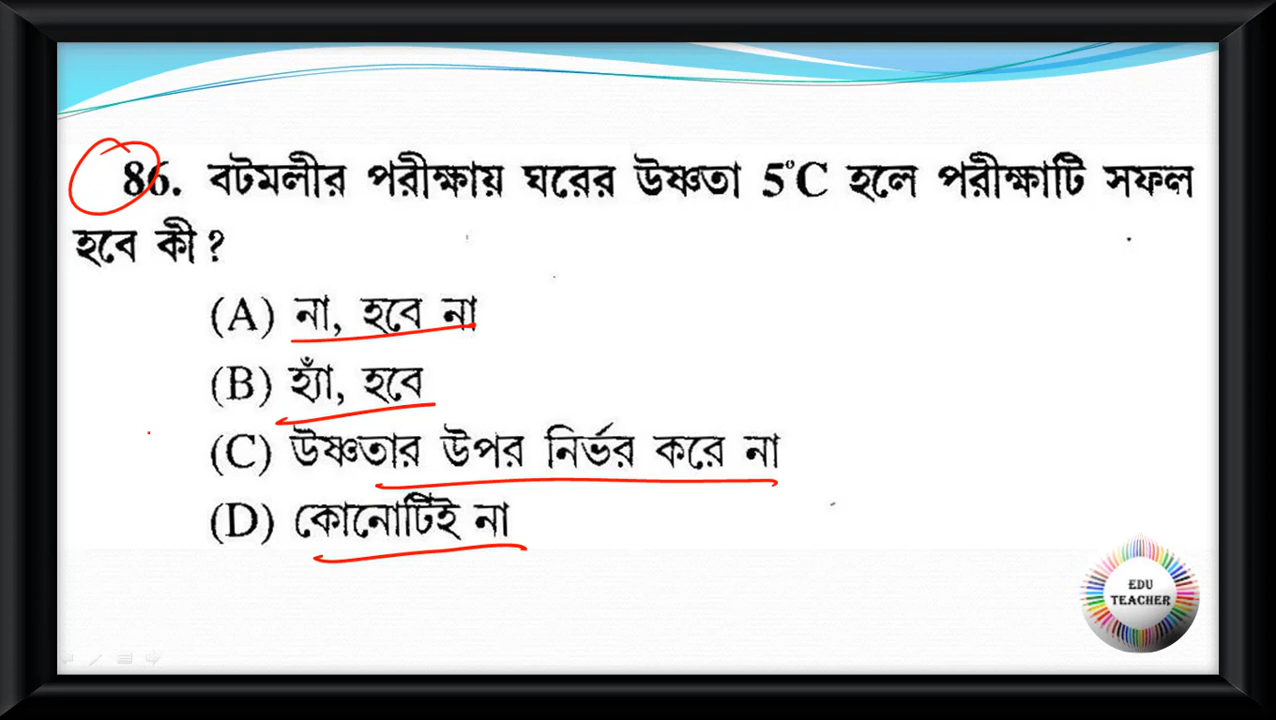 86. বটমলীর পরীক্ষায় ঘরের উষ্ণতা 5°C হলে পরীক্ষাটি সফল
হবে কী?
(A) না, হবে না
(B) হ্যাঁ, হবে
(C) উষ্ণতার উপর নির্ভর করে না
(D) কোনোটিই না
EDU
TEACHER